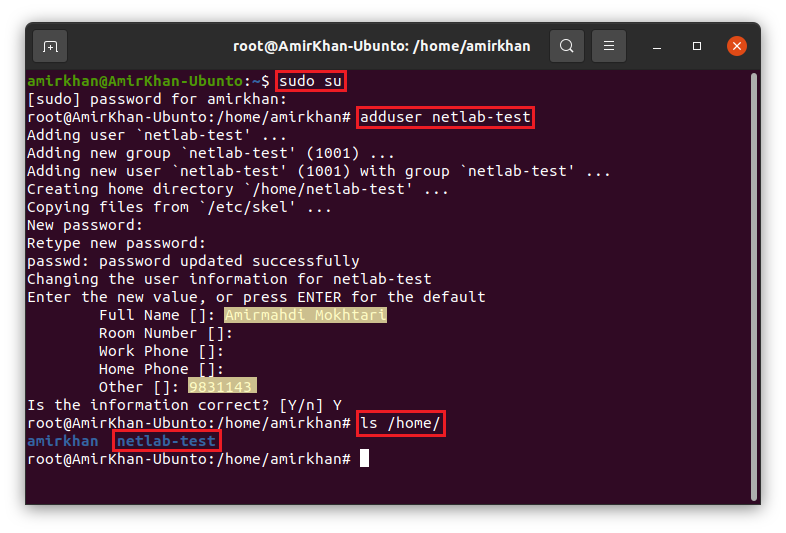 root@AmirKhan-Ubunto: /home/amirkhan
amirkhan@AmirKhan-Ubunto:~$ sudo su
[sudo] password for amirkhan:
root@AmirKhan-Ubunto:/home/amirkhan# adduser netlab-test
Adding user `netlab-test' ...
Adding new group `netlab-test' (1001) ...
Adding new user `netlab-test' (1001) with group `netlab-test' ...
Creating home directory `/home/netlab-test' ...
Copying files from `/etc/skel' ...
New password:
Retype new password:
passwd: password updated successfully
Changing the user information for netlab-test
Enter the new value, or press ENTER for the default
Full Name []: Amirmahdi Mokhtari
Room Number []:
Work Phone []:
Home Phone []:
Other []: 9831143
Is the information correct? [Y/n] Y
root@AmirKhan-Ubunto:/home/amirkhan# ls /home/
amirkhan  netlab-test
root@AmirKhan-Ubunto:/home/amirkhan#